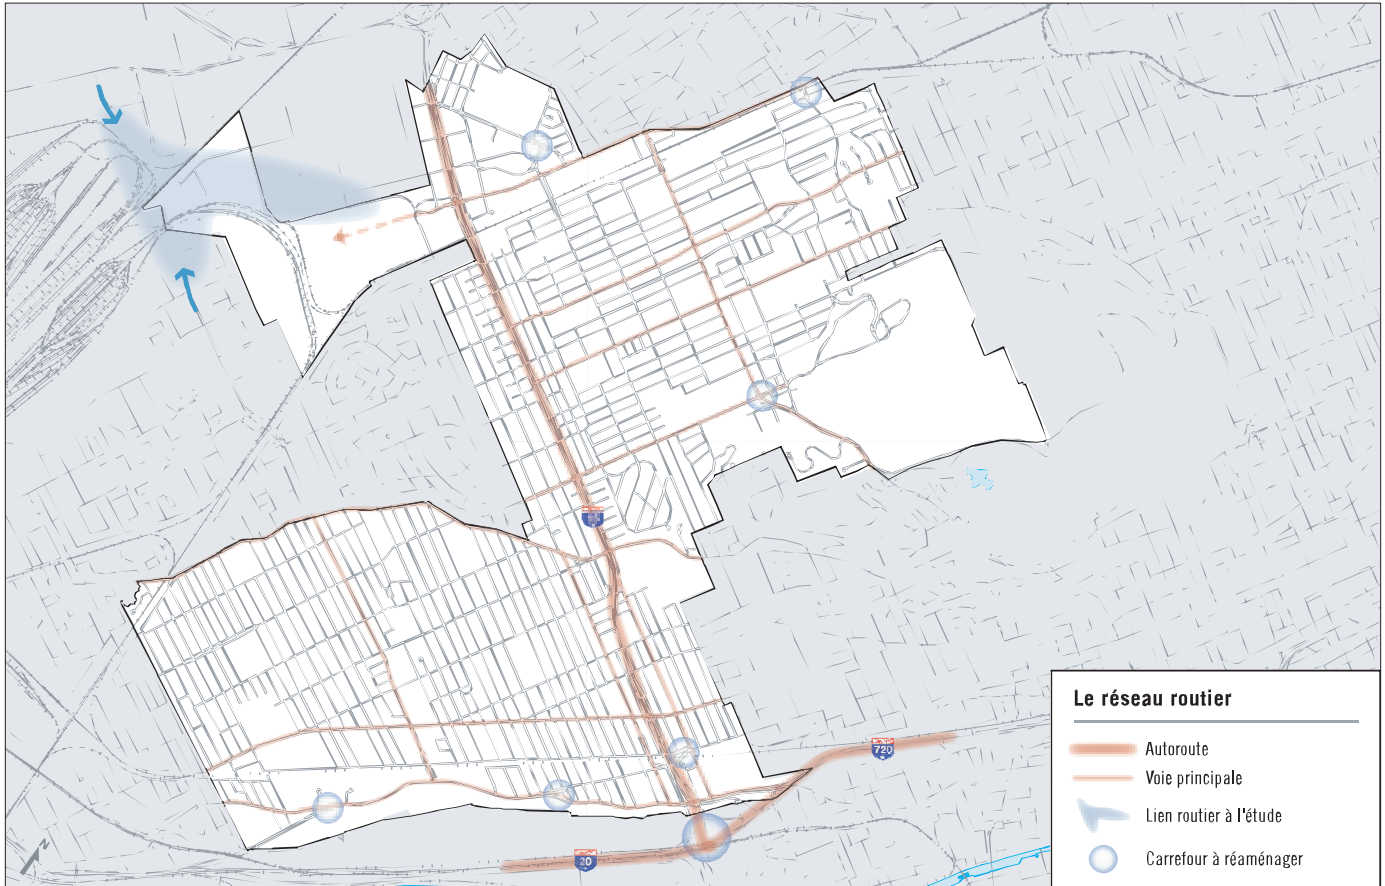 720
20
N
Le réseau routier
Autoroute
Voie principale
Lien routier à l'étude
Carrefour à réaménager